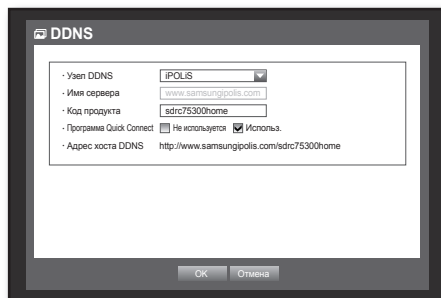 DDNS
· Узел DDNS iPOLiS
· Имя сервера www.samsungipolis.com
· Код продукта sdrc75300home
· Программа Quick Connect Не используется Использ.
· Адрес хоста DDNS http://www.samsungipolis.com/sdrc75300home
OK Отмена